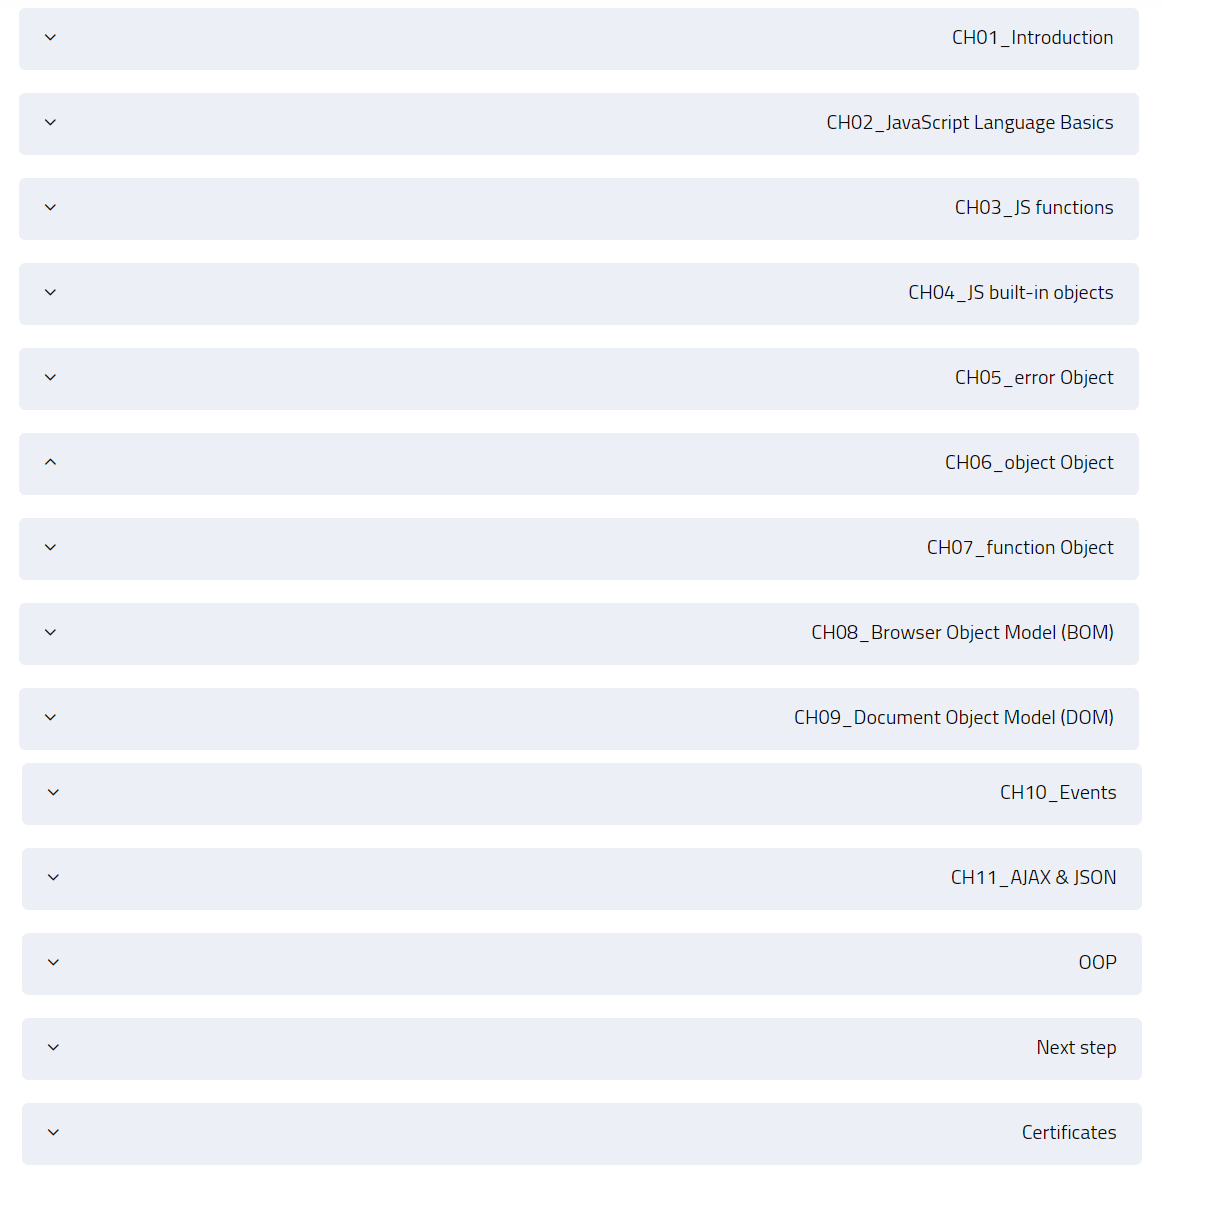 CH01_Introduction
CH02_JavaScript Language Basics
CH03_JS functions
CH04_JS built-in objects
CH05_error Object
CH06_object Object
CH07_function Object
CH08_Browser Object Model (BOM)
CH09_Document Object Model (DOM)
CH10_Events
CH11_AJAX & JSON
OOP
Next step
Certificates